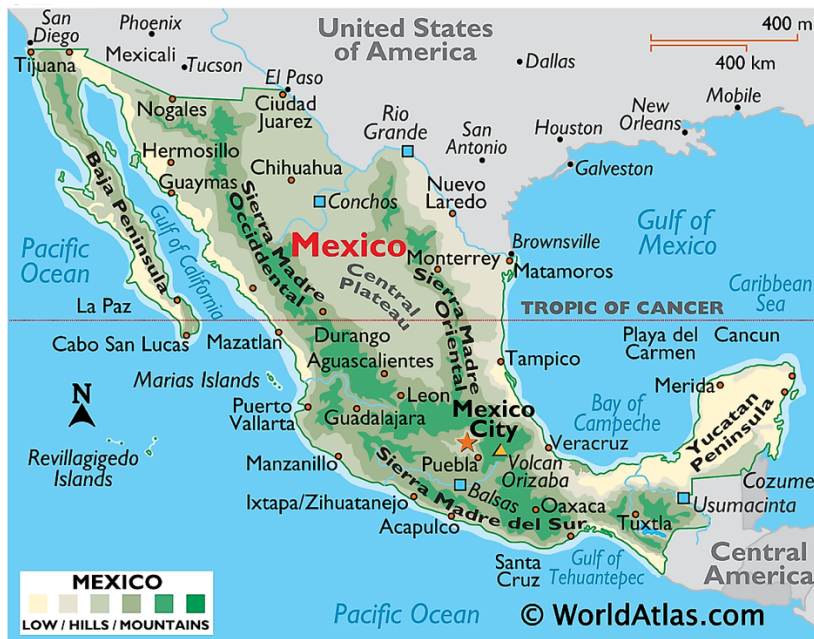 San
Diego
Phoenix
Mexicali
Tijuana
Tucson
United States
of America
400 m
400 km
El Paso
Dallas
Nogales
Ciudad
Juarez
Rio
Grande
San
Antonio
Houston
New
Orleans
Mobile
Galveston
Hermosillo
Guaymas
Chihuahua
Conchos
Nuevo
Laredo
Baja Peninsula
Gulf of California
Sierra Madre
Occidental
Mexico
Central
Plateau
Monterrey
Sierra Madre
Oriental
Brownsville
Matamoros
Gulf of
Mexico
Pacific
Ocean
Caribbean
Sea
TROPIC OF CANCER
La Paz
Cabo San Lucas
Mazatlan
Durango
Aguascalientes
Tampico
Playa del
Carmen
Cancun
Marias Islands
Leon
Merida
N
Puerto
Vallarta
Guadalajara
Mexico
City
Bay of
Campeche
Yucatan
Peninsula
Revillagigedo
Islands
Manzanillo
Puebla
Volcan
Orizaba
Veracruz
Cozume
Ixtapa/Zihuatanejo
Balsas
Sierra Madre del Sur
Oaxaca
Tuxtla
Usumacinta
Acapulco
Santa
Cruz
Gulf of
Tehuantepec
Central
America
MEXICO
LOW / HILLS / MOUNTAINS
Pacific Ocean
© WorldAtlas.com